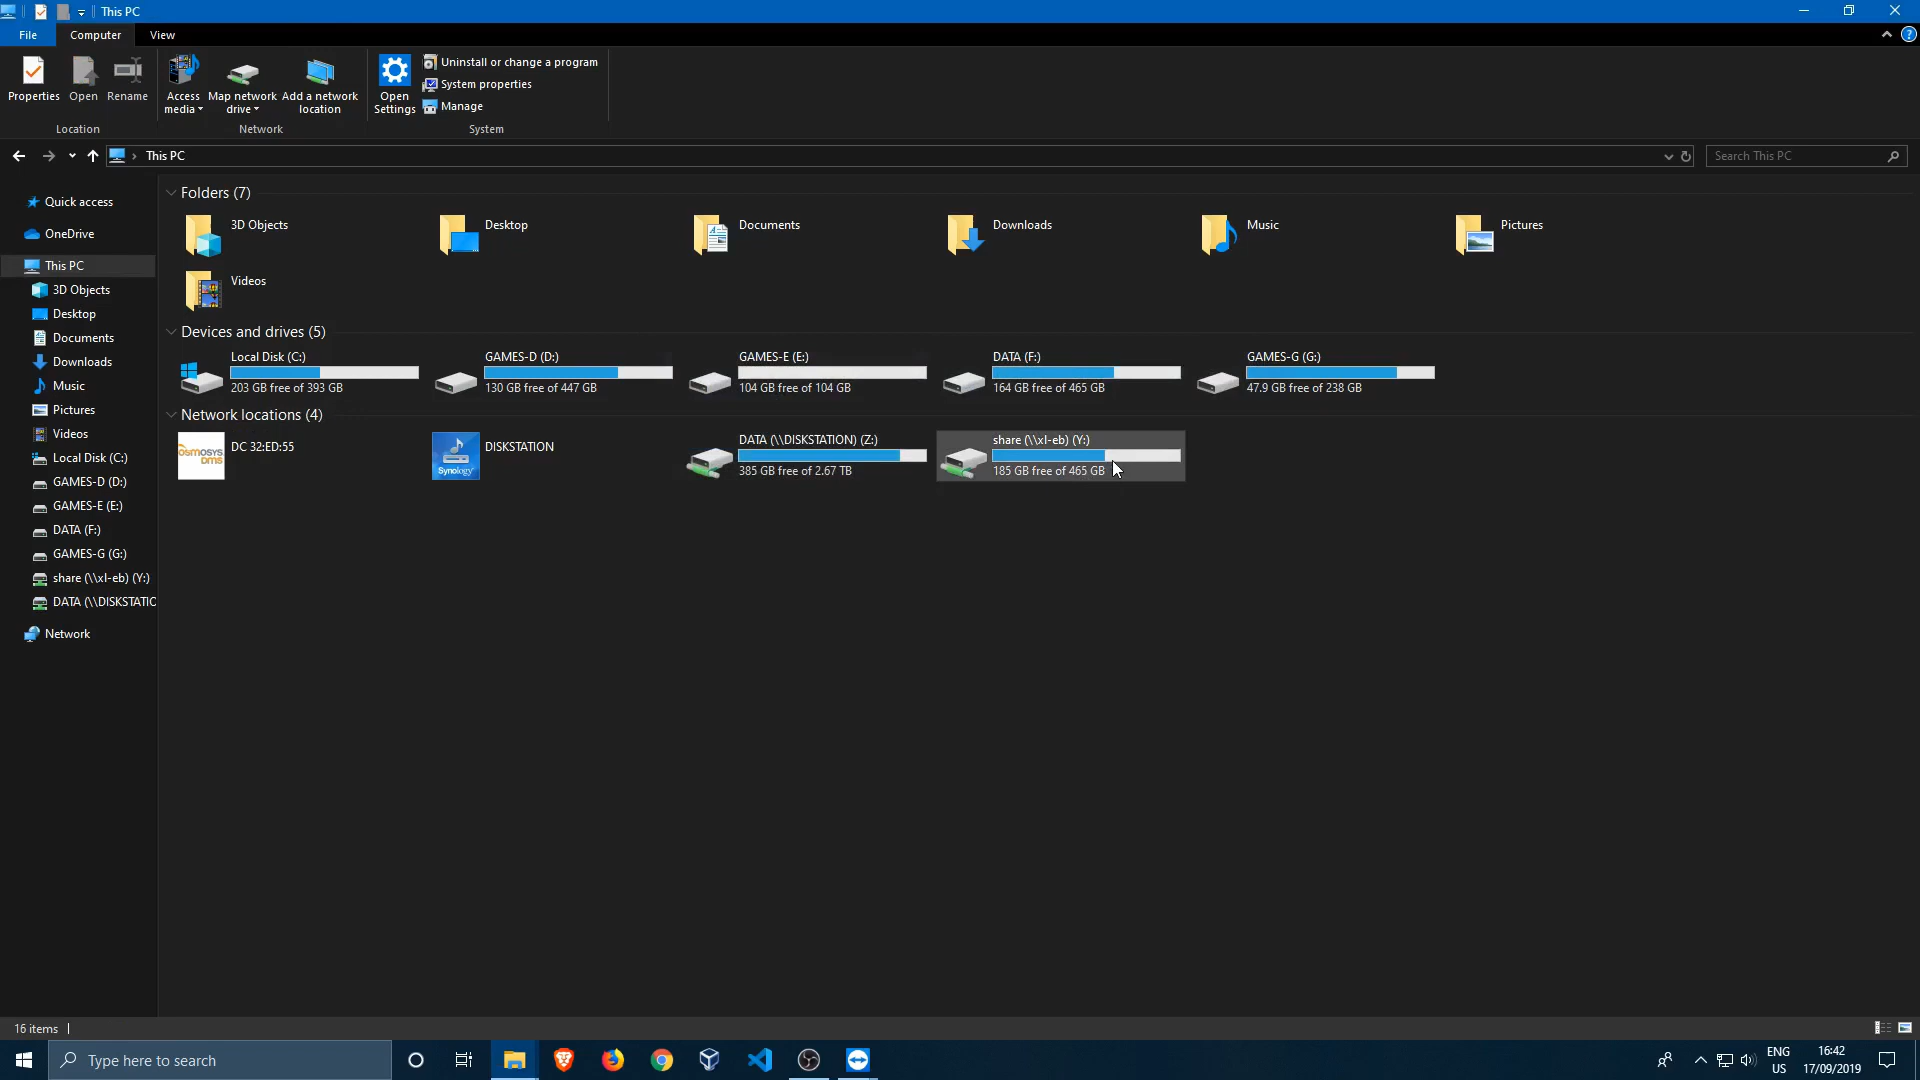 This PC
File Computer View
Properties Open Rename Access media Map network drive Add a network location Open Settings
Uninstall or change a program
System properties
Manage
Location Network System
This PC
Search This PC
Quick access
OneDrive
This PC
3D Objects
Desktop
Documents
Downloads
Music
Pictures
Videos
Local Disk (C:)
GAMES-D (D:)
GAMES-E (E:)
DATA (F:)
GAMES-G (G:)
share (\\xl-eb) (Y:)
DATA (\\DISKSTATIC
Network
Folders (7)
3D Objects Desktop Documents Downloads Music Pictures
Videos
Devices and drives (5)
Local Disk (C:) GAMES-D (D:) GAMES-E (E:) DATA (F:) GAMES-G (G:)
203 GB free of 393 GB 130 GB free of 447 GB 104 GB free of 104 GB 164 GB free of 465 GB 47.9 GB free of 238 GB
Network locations (4)
osmosys DMS
DC 32:ED:55
Synology
DISKSTATION
DATA (\\DISKSTATION) (Z:)
385 GB free of 2.67 TB
share (\\xl-eb) (Y:)
185 GB free of 465 GB
16 items
Type here to search
ENG US
16:42
17/09/2019